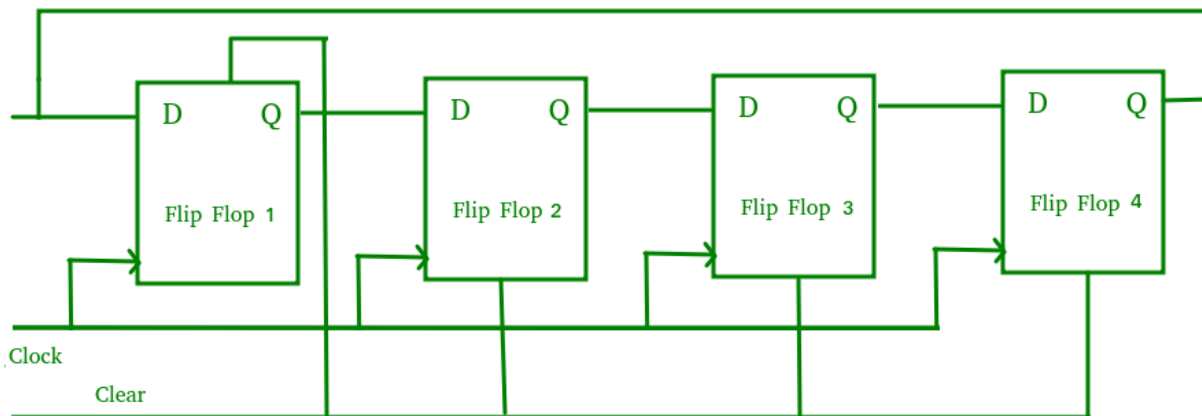 D Q
Flip Flop 1
D Q
Flip Flop 2
D Q
Flip Flop 3
D Q
Flip Flop 4
Clock
Clear